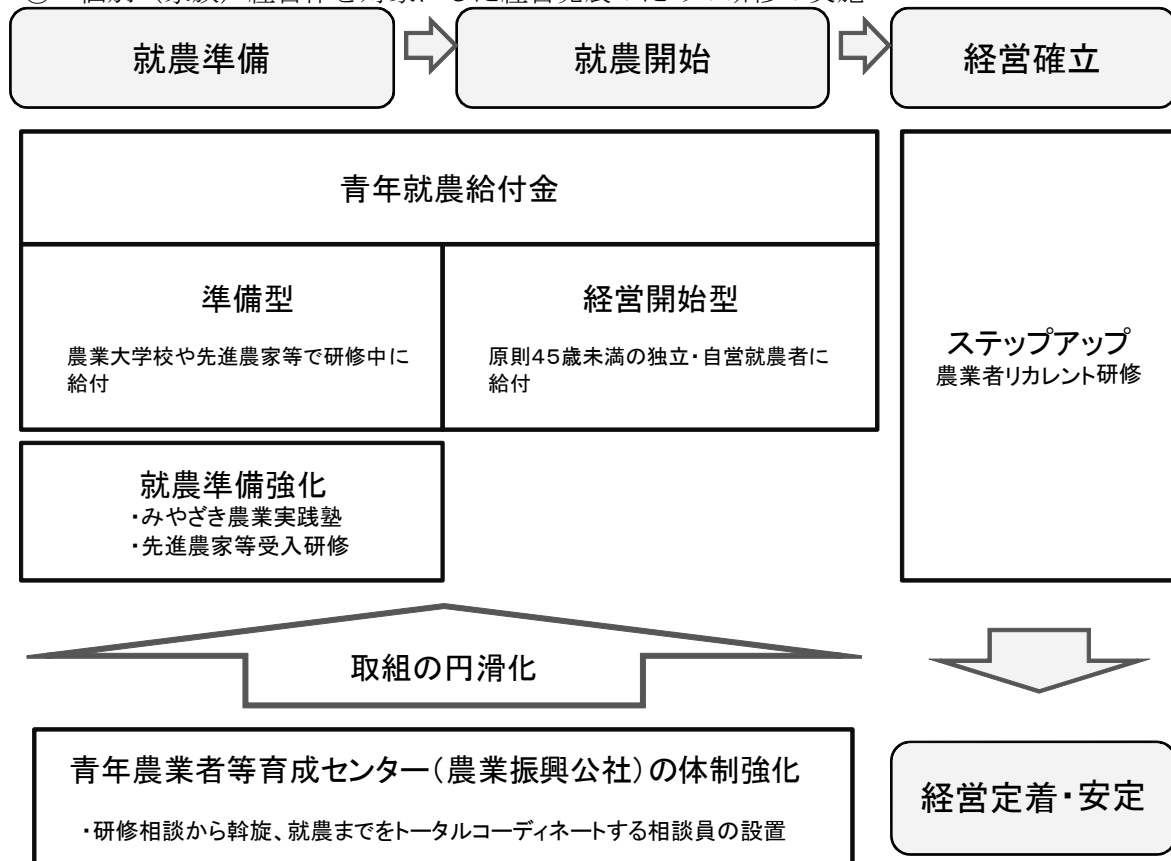 就農準備
就農開始
経営確立
青年就農給付金
準備型
農業大学校や先進農家等で研修中に
給付
経営開始型
原則45歳未満の独立・自営就農者に
給付
ステップアップ
農業者リカレント研修
就農準備強化
・みやざき農業実践塾
・先進農家等受入研修
取組の円滑化
青年農業者等育成センター(農業振興公社)の体制強化
・研修相談から斡旋、就農までをトータルコーディネートする相談員の設置
経営定着・安定